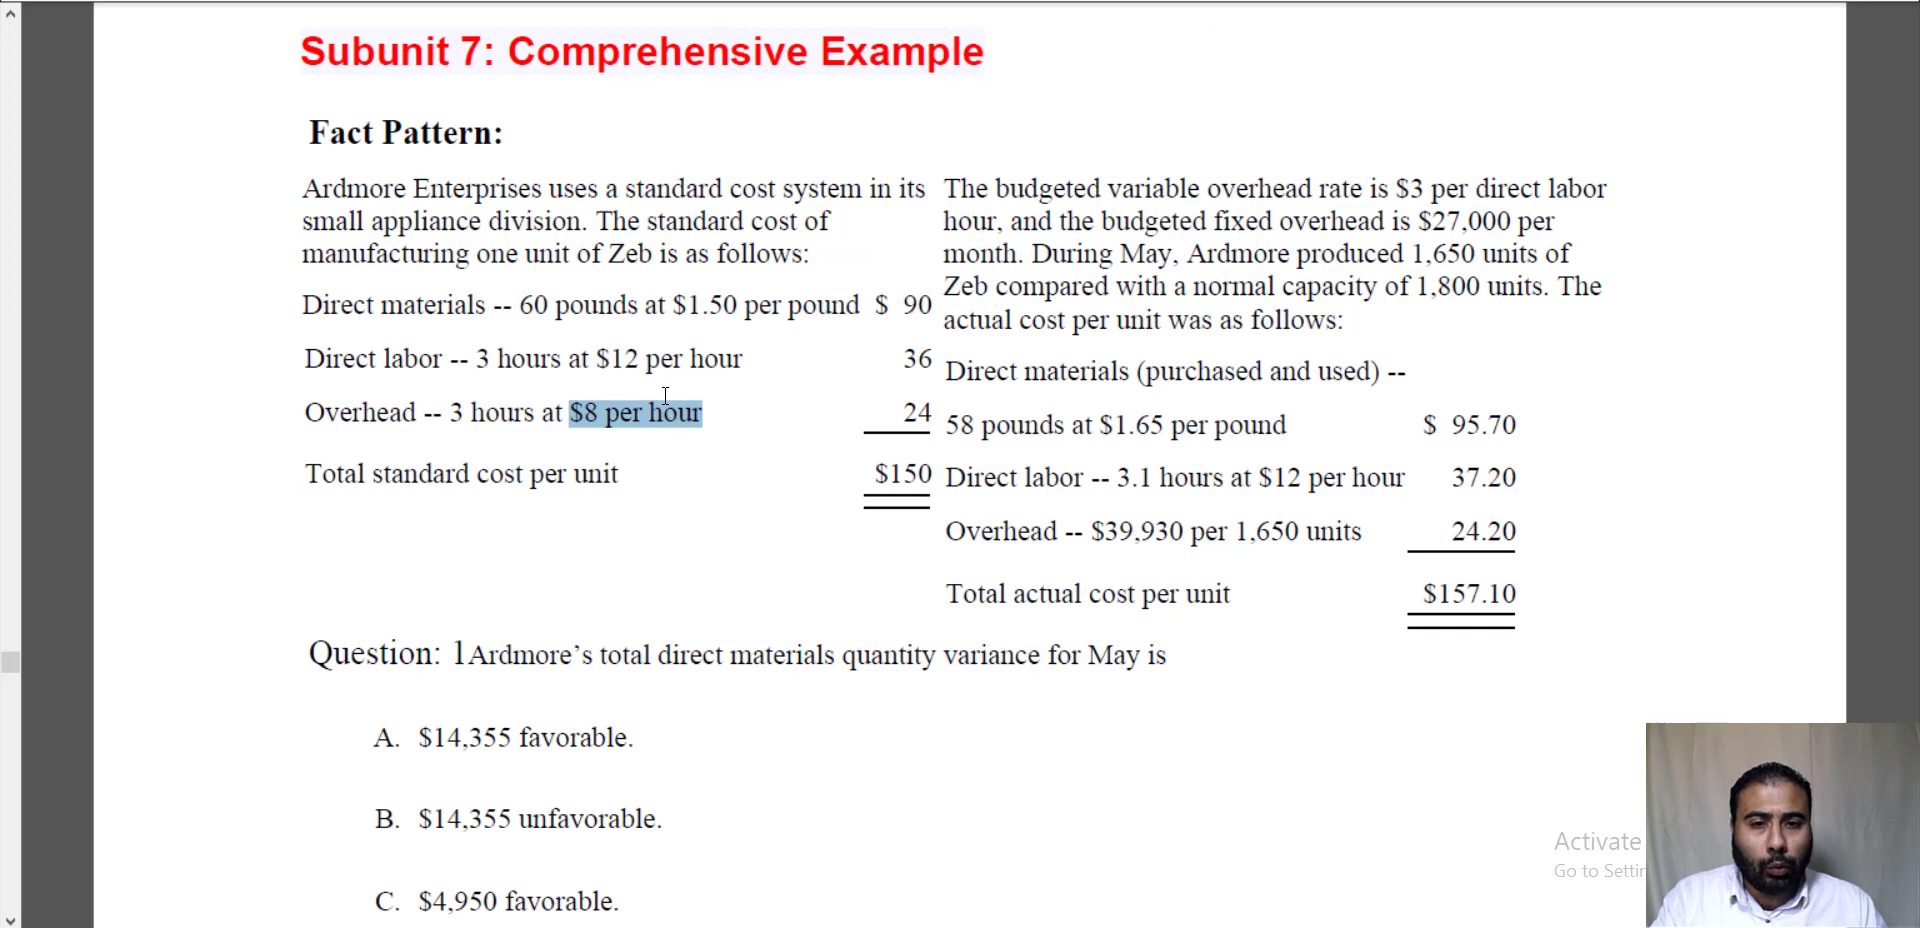 Subunit 7: Comprehensive Example
Fact Pattern:
Ardmore Enterprises uses a standard cost system in its
small appliance division. The standard cost of
manufacturing one unit of Zeb is as follows:
Direct materials -- 60 pounds at $1.50 per pound $ 90
Direct labor -- 3 hours at $12 per hour 36
Overhead -- 3 hours at $8 per hour 24
Total standard cost per unit $150
The budgeted variable overhead rate is $3 per direct labor
hour, and the budgeted fixed overhead is $27,000 per
month. During May, Ardmore produced 1,650 units of
Zeb compared with a normal capacity of 1,800 units. The
actual cost per unit was as follows:
Direct materials (purchased and used) --
58 pounds at $1.65 per pound $ 95.70
Direct labor -- 3.1 hours at $12 per hour 37.20
Overhead -- $39,930 per 1,650 units 24.20
Total actual cost per unit $157.10
Question: 1Ardmore’s total direct materials quantity variance for May is
A. $14,355 favorable.
B. $14,355 unfavorable.
C. $4,950 favorable.
Activate
Go to Settin